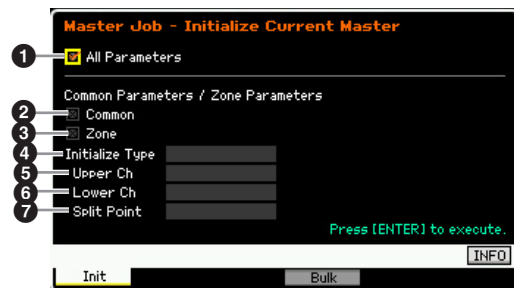 Master Job - Initialize Current Master
1 All Parameters
Common Parameters / Zone Parameters
2 Common
3 Zone
4 Initialize Type
5 Upper Ch
6 Lower Ch
7 Split Point
Press [ENTER] to execute.
INFO
Init Bulk